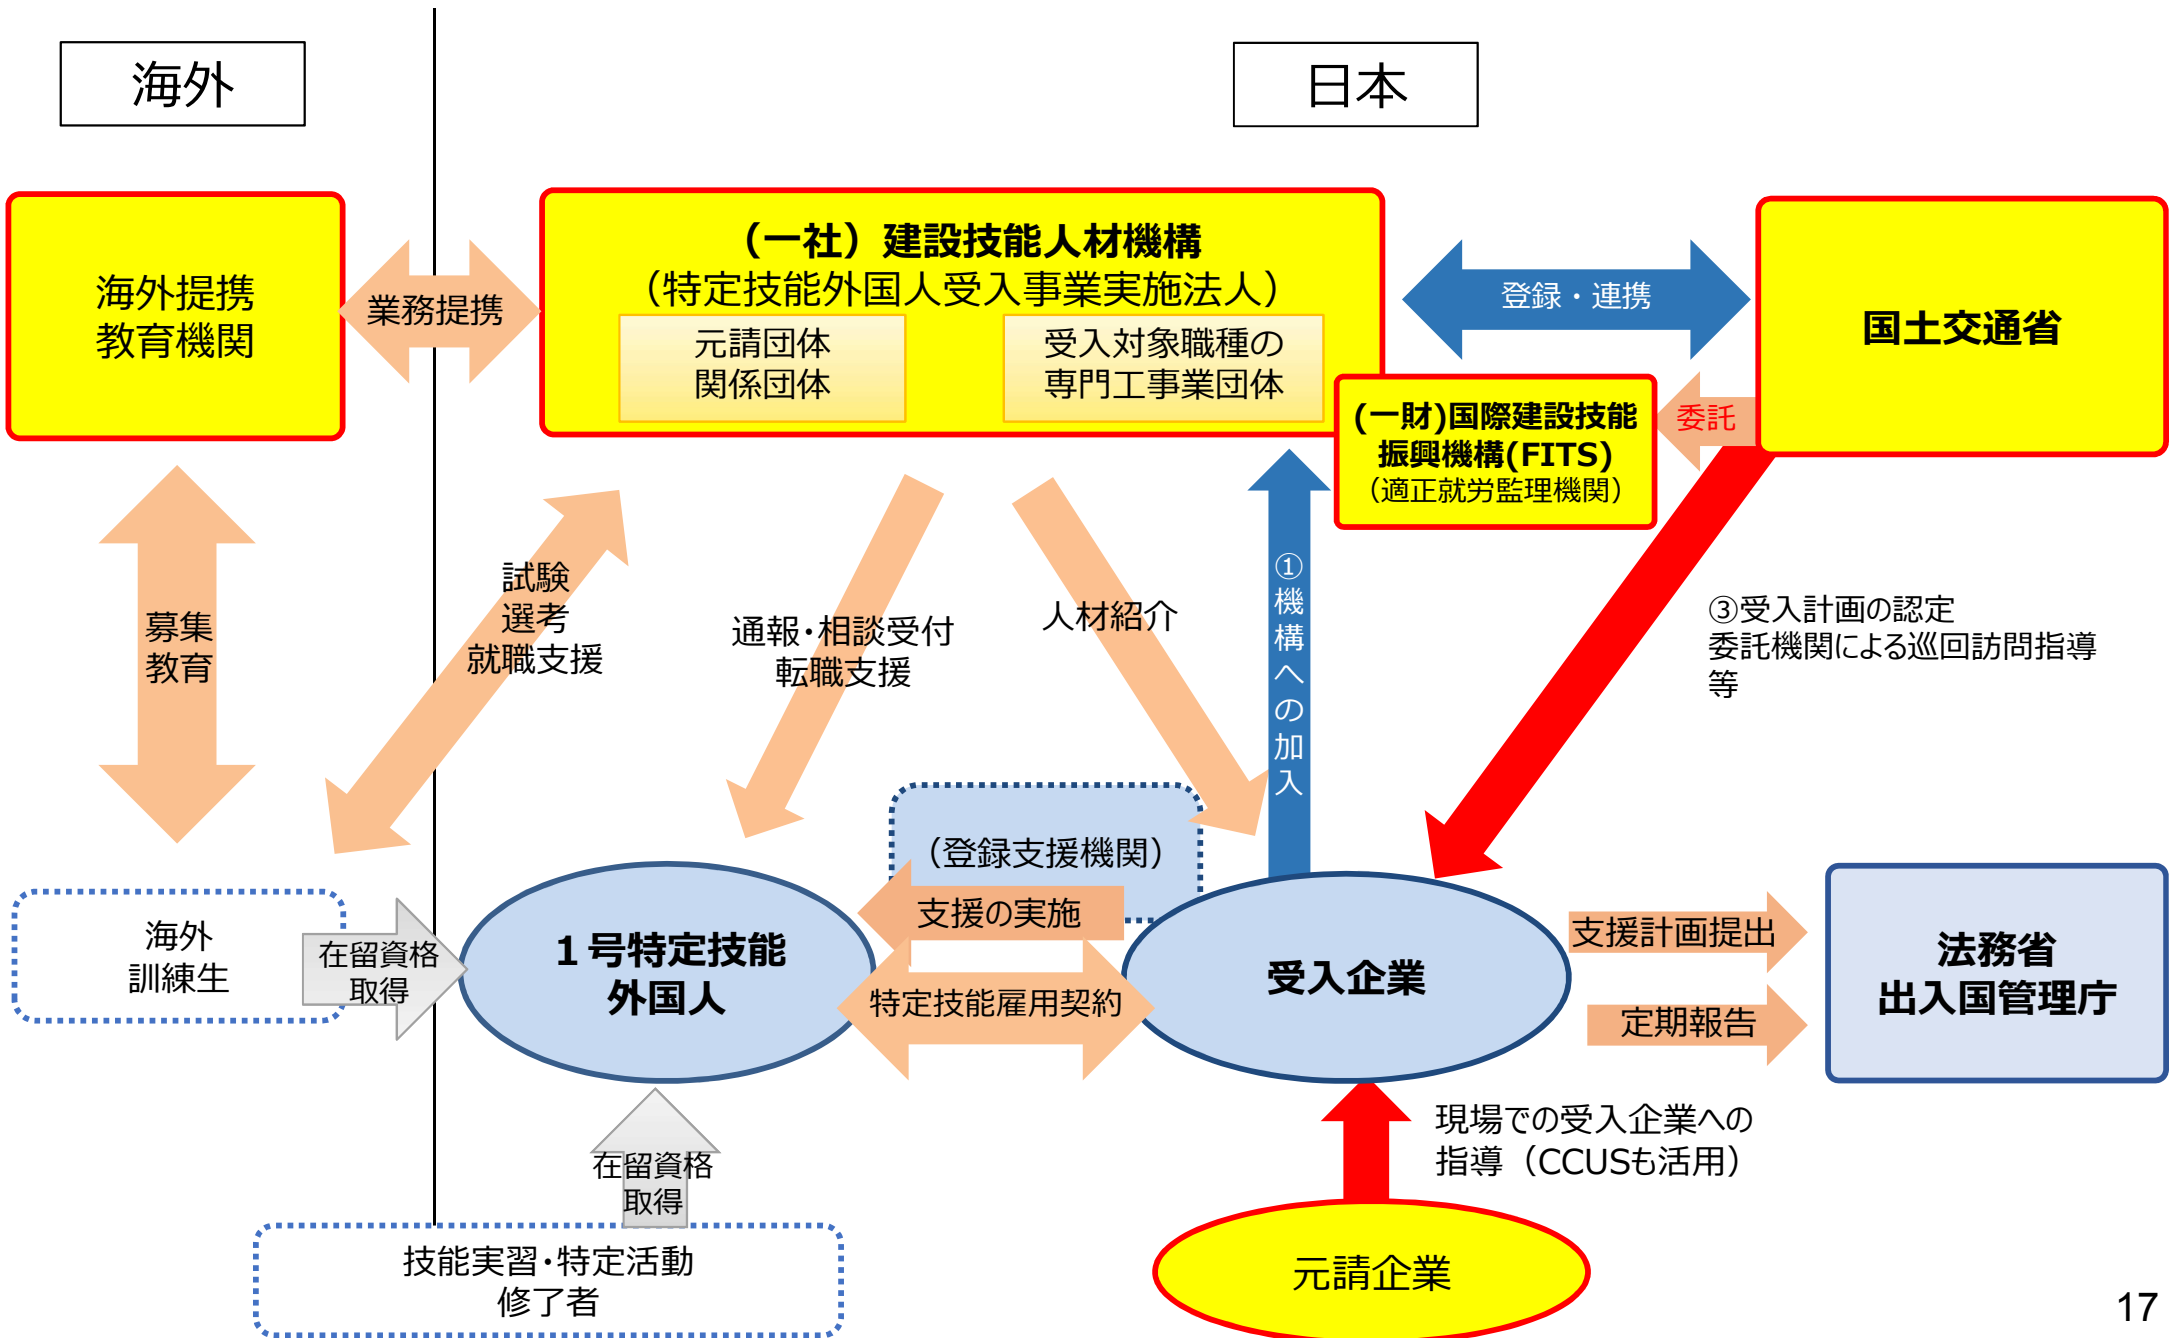 海外
日本
海外提携
教育機関
業務提携
（一社）建設技能人材機構
（特定技能外国人受入事業実施法人）
元請団体
関係団体
受入対象職種の
専門工事業団体
登録・連携
国土交通省
(一財)国際建設技能
振興機構(FITS)
（適正就労監理機関）
委託
募集
教育
試験
選考
就職支援
通報・相談受付
転職支援
人材紹介
①機構への加入
③受入計画の認定
委託機関による巡回訪問指導
等
（登録支援機関）
支援の実施
海外
訓練生
在留資格
取得
１号特定技能
外国人
特定技能雇用契約
受入企業
支援計画提出
定期報告
法務省
出入国管理庁
在留資格
取得
現場での受入企業への
指導（CCUSも活用）
技能実習・特定活動
修了者
元請企業
17